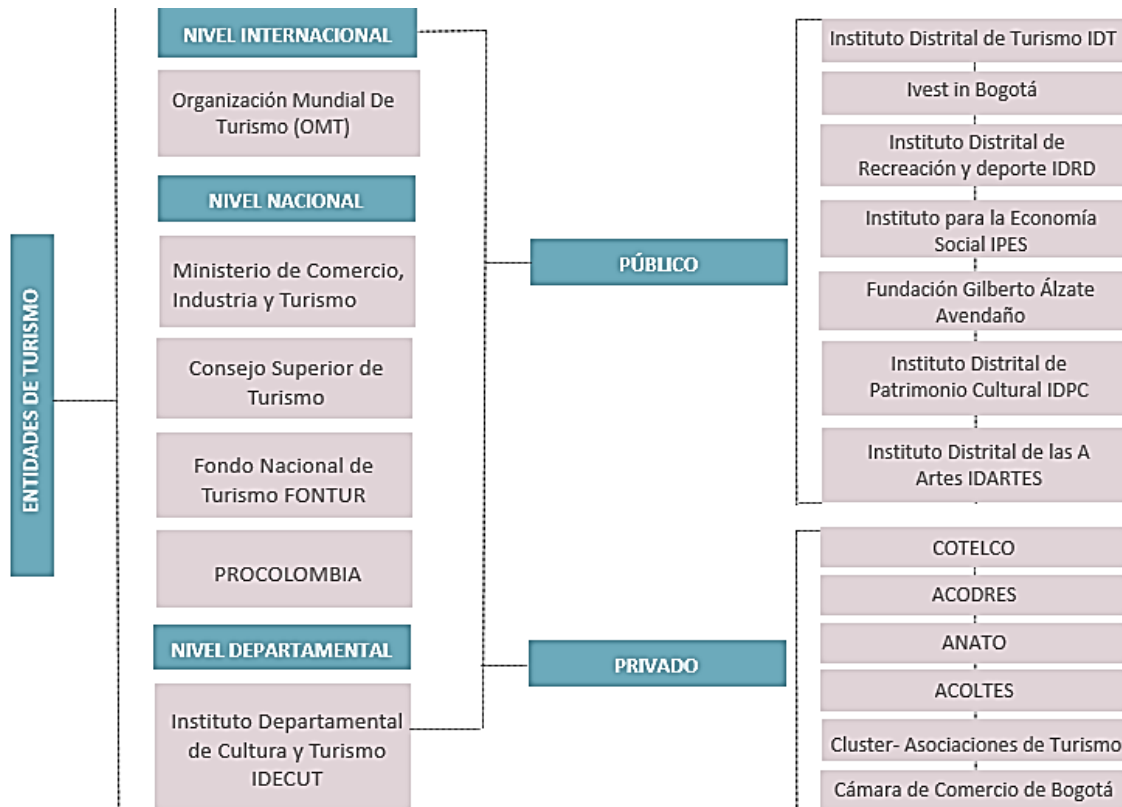 ENTIDADES DE TURISMO
NIVEL INTERNACIONAL
Organización Mundial De
Turismo (OMT)
NIVEL NACIONAL
Ministerio de Comercio,
Industria y Turismo
Consejo Superior de
Turismo
Fondo Nacional de
Turismo FONTUR
PROCOLOMBIA
NIVEL DEPARTAMENTAL
Instituto Departamental
de Cultura y Turismo
IDECUT
PÚBLICO
Instituto Distrital de Turismo IDT
Ivest in Bogotá
Instituto Distrital de
Recreación y deporte IDRD
Instituto para la Economía
Social IPES
Fundación Gilberto Álzate
Avendaño
Instituto Distrital de
Patrimonio Cultural IDPC
Instituto Distrital de las A
Artes IDARTES
PRIVADO
COTELCO
ACODRES
ANATO
ACOLTES
Cluster- Asociaciones de Turismo
Cámara de Comercio de Bogotá